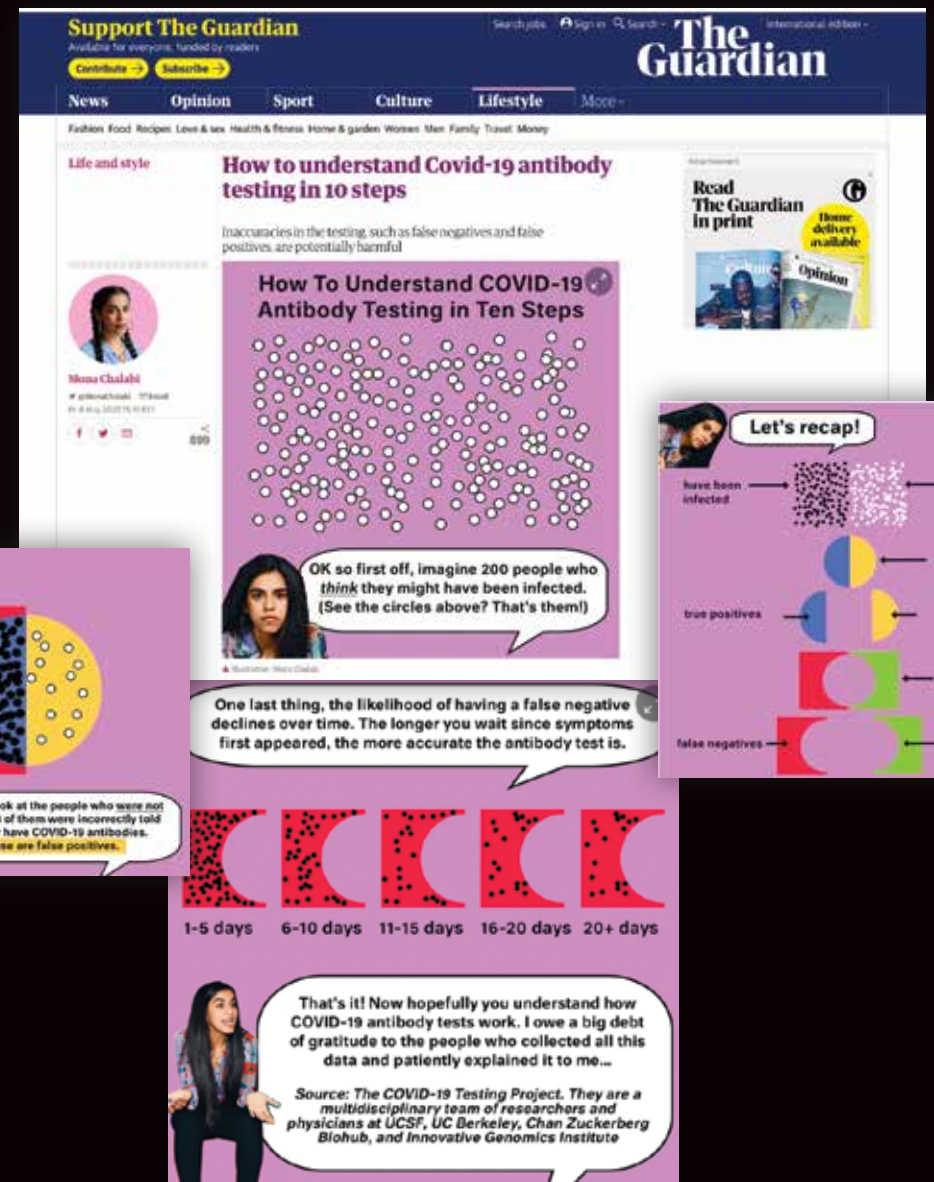 Support The Guardian
Available for everyone, funded by readers
Contribute →
Subscribe →
Search jobs
Sign in
Search
International edition
The
Guardian
News
Opinion
Sport
Culture
Lifestyle
More
Fashion Food Recipes Love & sex Health & fitness Home & garden Women Men Family Travel Money
Life and style
How to understand Covid-19 antibody
testing in 10 steps
Inaccuracies in the testing, such as false negatives and false
positives, are potentially harmful
Mona Chalabi
899
Advertisement
Read
The Guardian
in print
Home
delivery
available
Culture
Opinion
How To Understand COVID-19
Antibody Testing in Ten Steps
OK so first off, imagine 200 people who
think they might have been infected.
(See the circles above? That's them!)
Illustration: Mona Chalabi
Let's recap!
have been
infected
true positives
false negatives
ok at the people who were not
of them were incorrectly told
have COVID-19 antibodies.
se are false positives.
One last thing, the likelihood of having a false negative
declines over time. The longer you wait since symptoms
first appeared, the more accurate the antibody test is.
1-5 days
6-10 days
11-15 days
16-20 days
20+ days
That's it! Now hopefully you understand how
COVID-19 antibody tests work. I owe a big debt
of gratitude to the people who collected all this
data and patiently explained it to me...
Source: The COVID-19 Testing Project. They are a
multidisciplinary team of researchers and
physicians at UCSF, UC Berkeley, Chan Zuckerberg
Biohub, and Innovative Genomics Institute